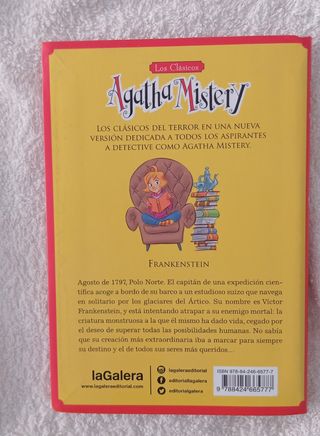 Los Clásicos
Agatha Mistery
Los clásicos del terror en una nueva
versión dedicada a todos los aspirantes
a detective como Agatha Mistery.
Frankenstein
Agosto de 1797, Polo Norte. El capitán de una expedición cien-
tífica acoge a bordo de su barco a un estudioso suizo que navega
en solitario por los glaciares del Ártico. Su nombre es Víctor
Frankenstein, y está intentando atrapar a su enemigo mortal: la
criatura monstruosa a la que él mismo ha dado vida, cegado por
el deseo de superar todas las posibilidades humanas. No sabía
que su creación más extraordinaria iba a marcar para siempre
su destino y el de todos sus seres más queridos...
laGalera
www.lagaleraeditorial.com
editorialagalera
editoriallagalera
ISBN 978-84-246-6577-7
9 788424 665777